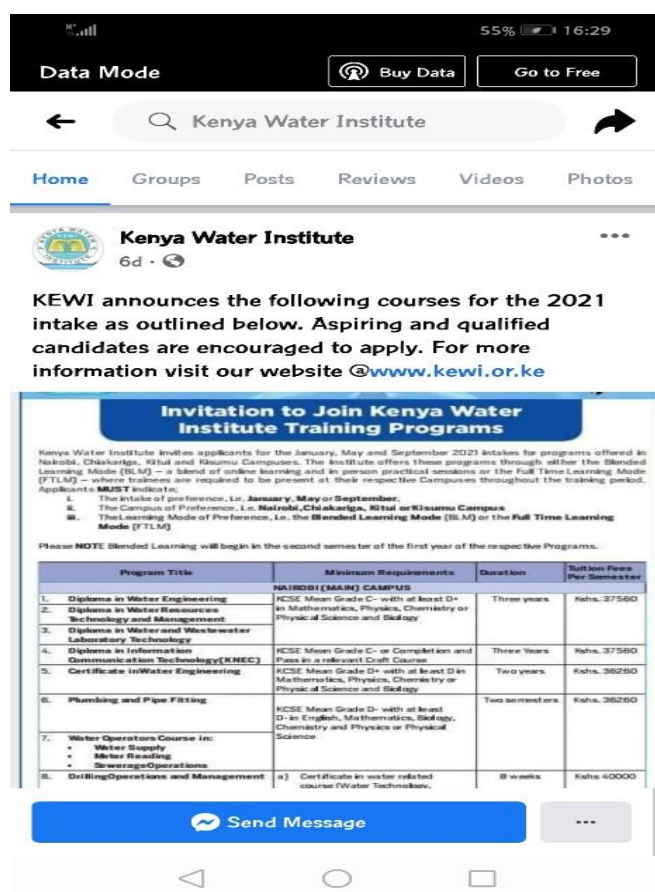 55% 16:29
Data Mode
Buy Data
Go to Free
Kenya Water Institute
Home Groups Posts Reviews Videos Photos
Kenya Water Institute
6d
KEWI announces the following courses for the 2021
intake as outlined below. Aspiring and qualified
candidates are encouraged to apply. For more
information visit our website @www.kewi.or.ke
Invitation to Join Kenya Water
Institute Training Programs
Kenya Water Institute invites applicants for the January, May and September 2021 intakes for programs offered in
Nairobi, Chiakariga, Kitui and Kisumu Campuses. The Institute offers these programs through either the Blended
Learning Mode (BLM) – a blend of online learning and in person practical sessions or the Full Time Learning Mode
(FTLM) – where trainees are required to be present at their respective Campuses throughout the training period.
Applicants MUST indicate;
i. The intake of preference, i.e. January, May or September.
ii. The Campus of Preference, i.e. Nairobi, Chiakariga, Kitui or Kisumu Campus
iii. The Learning Mode of Preference, i.e. the Blended Learning Mode (BLM) or the Full Time Learning
Mode (FTLM)
Please NOTE Blended Learning will begin in the second semester of the first year of the respective Programs.
Program Title Minimum Requirements Duration Tuition Fees
Per Semester
NAIROBI (MAIN) CAMPUS
1. Diploma in Water Engineering KCSE Mean Grade C- with at least D+ Three years Kshs. 37560
2. Diploma in Water Resources in Mathematics, Physics, Chemistry or
Technology and Management Physical Science and Biology
3. Diploma in Water and Wastewater
Laboratory Technology
4. Diploma in Information KCSE Mean Grade C- or Completion and Three Years Kshs. 37560
Communication Technology(KNEC) Pass in a relevant Craft Course
5. Certificate in Water Engineering KCSE Mean Grade D+ with at least D in Two years Kshs. 36260
Mathematics, Physics, Chemistry or
Physical Science and Biology
6. Plumbing and Pipe Fitting Two semesters Kshs. 36260
KCSE Mean Grade D- with at least
D- in English, Mathematics, Biology,
Chemistry and Physics or Physical
7. Water Operators Course in: Science
• Water Supply
• Meter Reading
• Sewerage Operations
8. Drilling Operations and Management a) Certificate in water related 8 weeks Kshs 40000
course (Water Technology,
Send Message